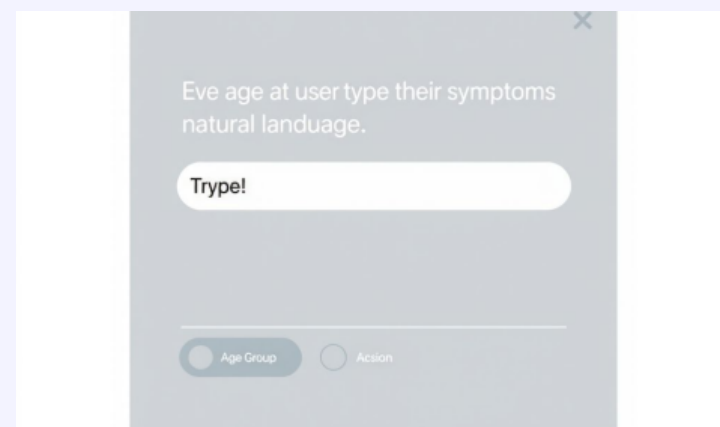 Eve age at user type their symptoms
natural landuage.
Trype!
Age Group
Acsion